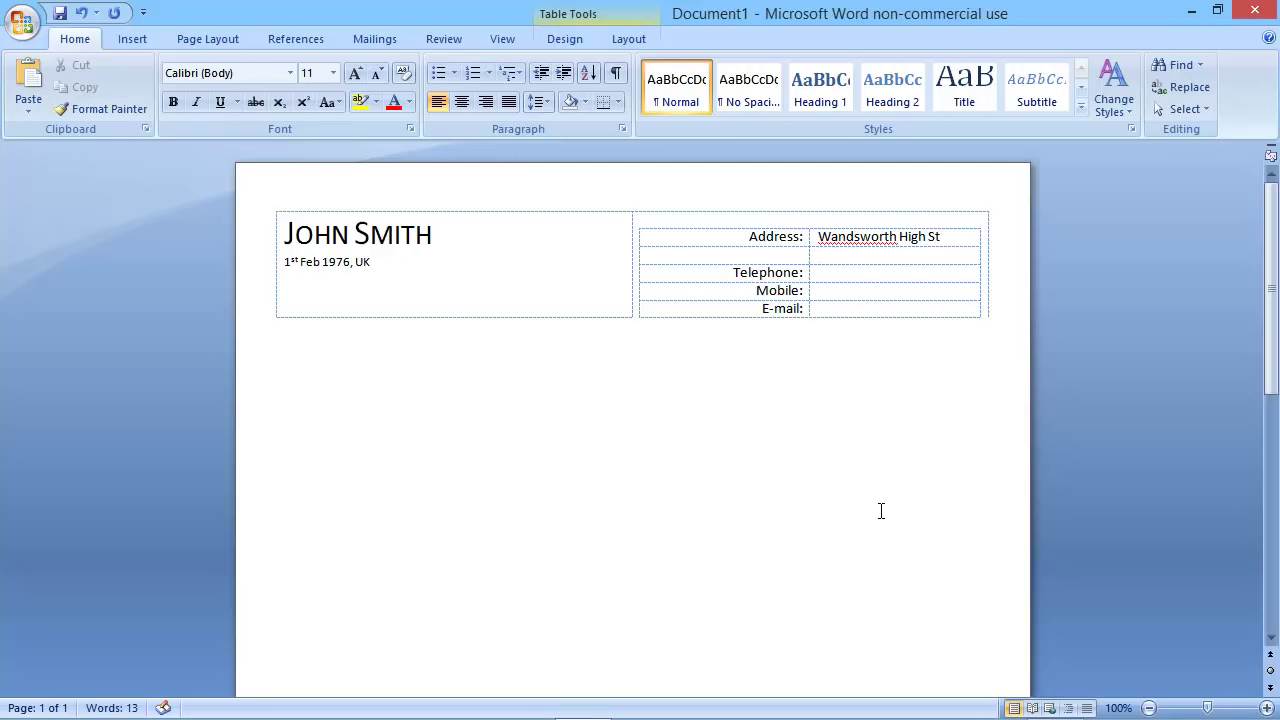 Table Tools
Document1 - Microsoft Word non-commercial use
Home Insert Page Layout References Mailings Review View Design Layout
Paste
Cut
Copy
Format Painter
Clipboard
Calibri (Body) 11
Font
Paragraph
AaBbCcDc AaBbCcDc AaBbC AaBbCc AaB AaBbCc.
¶ Normal ¶ No Spaci... Heading 1 Heading 2 Title Subtitle
Change Styles
Styles
Find
Replace
Select
Editing
JOHN SMITH
1st Feb 1976, UK
Address: Wandsworth High St
Telephone:
Mobile:
E-mail:
Page: 1 of 1 Words: 13 100%